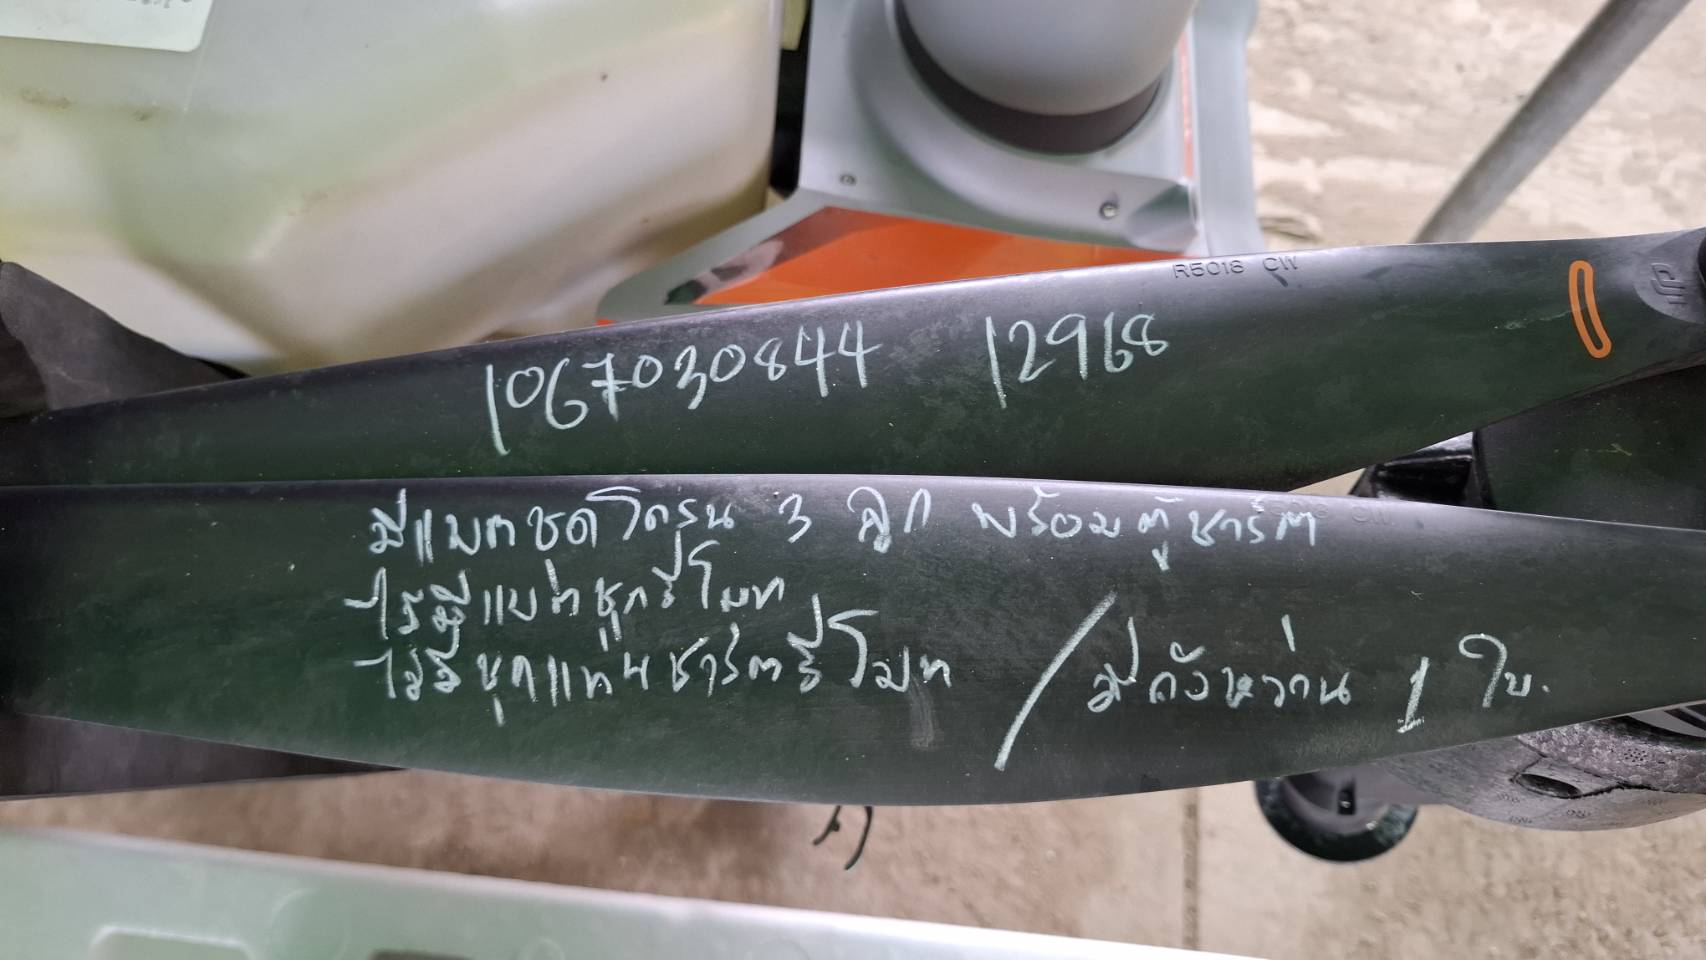 R5018 CW
dji
1067030844 12968
มีแบตชุดโดรน 3 ลูก พร้อมตู้ชาร์ต
ไม่มีแบตชุดรีโมท
ไม่มีชุดแท่นชาร์ตรีโมท / มีถังหว่าน 1 ใบ.